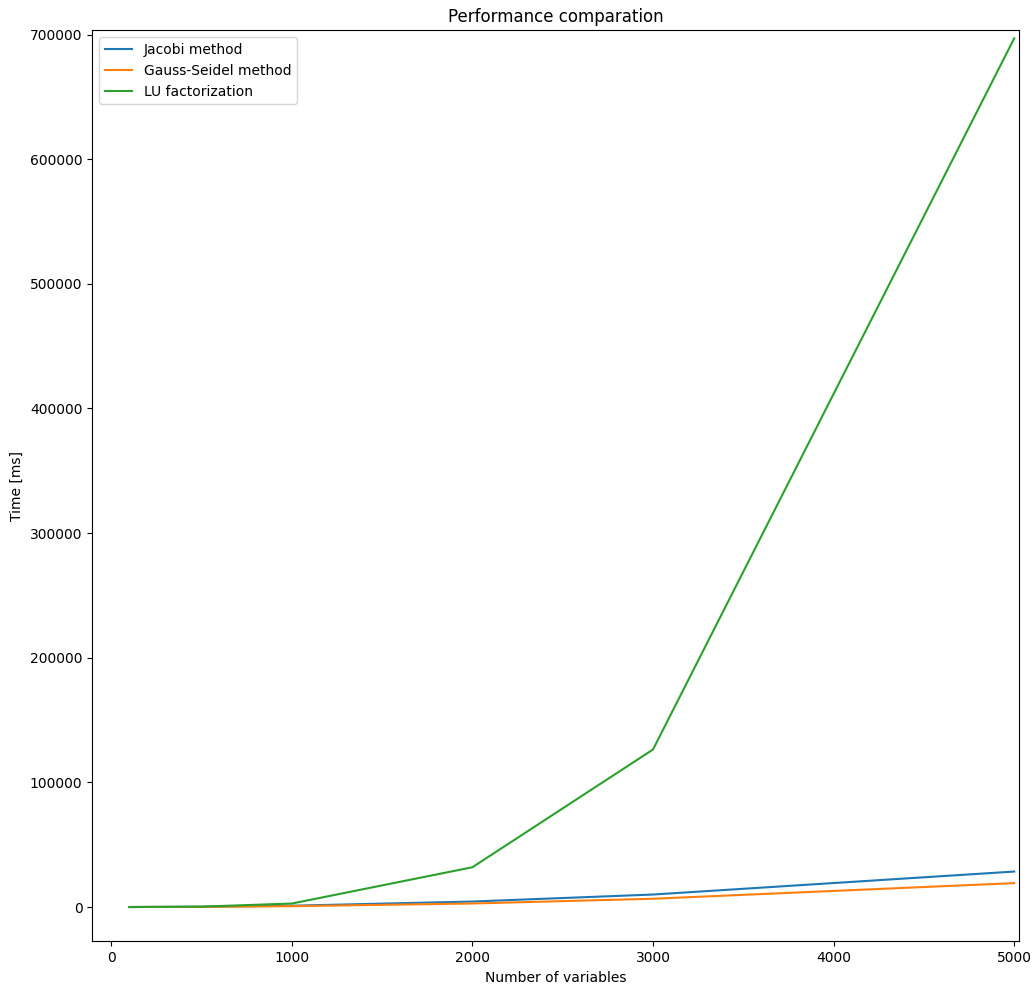 Performance comparation
Jacobi method
Gauss-Seidel method
LU factorization
700000
600000
500000
400000
300000
200000
100000
0
Time [ms]
0 1000 2000 3000 4000 5000
Number of variables